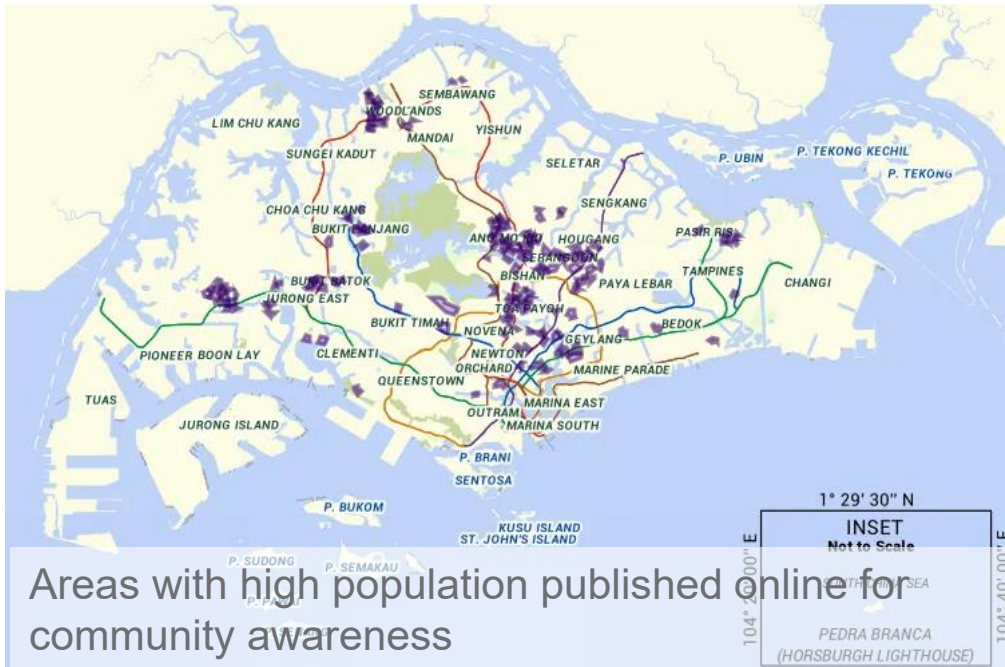 SEMBAWANG
WOODLANDS
LIM CHU KANG
MANDAI
YISHUN
SUNGEI KADUT
SELETAR
P. UBIN
P. TEKONG KECHIL
P. TEKONG
SENGKANG
CHOA CHU KANG
BUKIT PANJANG
ANG MO KIO
HOUGANG
PASIR RIS
SERANGOON
BISHAN
PAYA LEBAR
TAMPINES
CHANGI
BUKIT BATOK
JURONG EAST
TOA PAYOH
BUKIT TIMAH
NOVENA
BEDOK
GEYLANG
PIONEER BOON LAY
CLEMENTI
NEWTON
ORCHARD
MARINE PARADE
QUEENSTOWN
TUAS
MARINA EAST
OUTRAM
MARINA SOUTH
JURONG ISLAND
P. BRANI
SENTOSA
P. BUKOM
KUSU ISLAND
ST. JOHN'S ISLAND
P. SUDONG
P. SEMAKAU
1° 29' 30" N
INSET
Not to Scale
104° 20' 00" E
104° 40' 00" E
SOUTH CHINA SEA
PEDRA BRANCA
(HORSBURGH LIGHTHOUSE)
Areas with high population published online for
community awareness